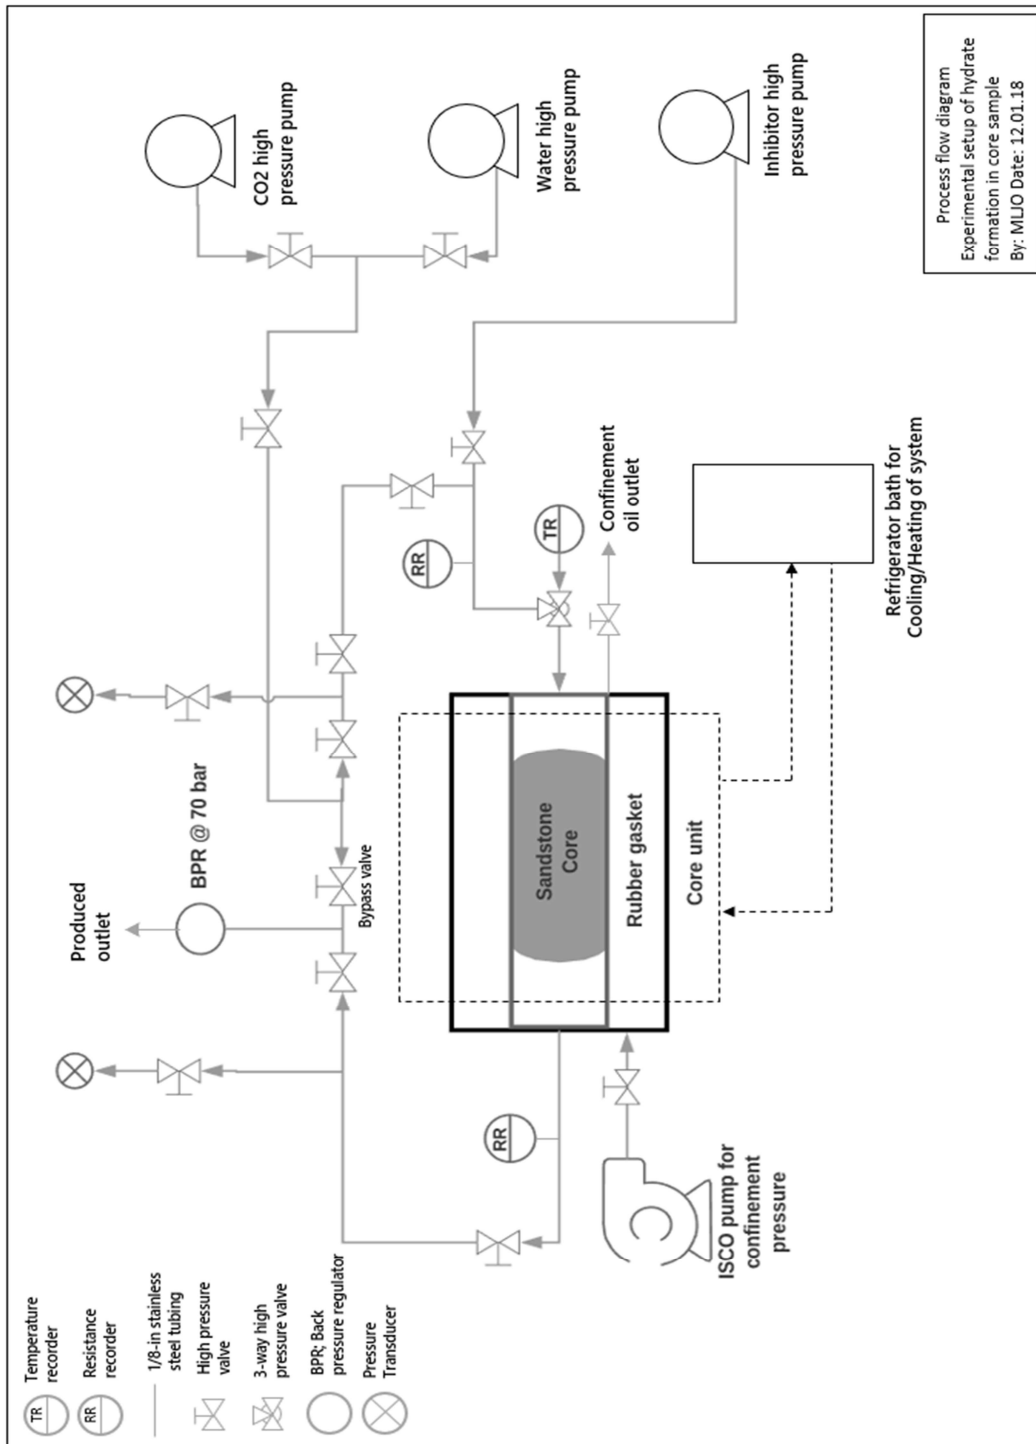 CO2 high
pressure pump
Water high
pressure pump
Inhibitor high
pressure pump
Process flow diagram
Experimental setup of hydrate
formation in core sample
By: MLJO Date: 12.01.18
Produced
outlet
BPR @ 70 bar
Bypass valve
RR
TR
Confinement
oil outlet
Sandstone
Core
Rubber gasket
Core unit
Refrigerator bath for
Cooling/Heating of system
RR
ISCO pump for
confinement
pressure
TR
Temperature
recorder
RR
Resistance
recorder
1/8-in stainless
steel tubing
High pressure
valve
3-way high
pressure valve
BPR; Back
pressure regulator
Pressure
Transducer